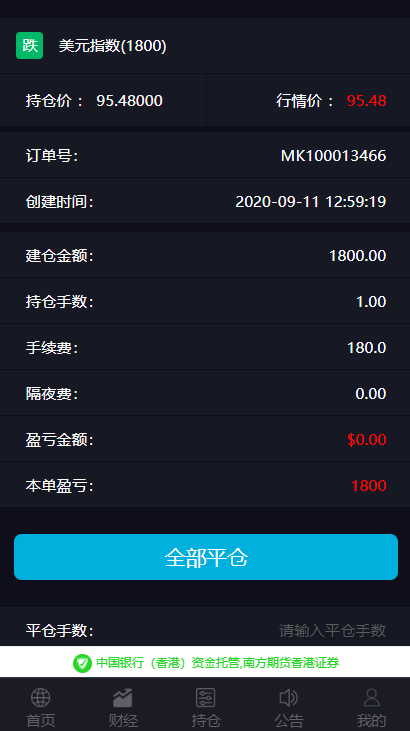 跌 美元指数(1800)
持仓价： 95.48000 行情价： 95.48
订单号： MK100013466
创建时间： 2020-09-11 12:59:19
建仓金额： 1800.00
持仓手数： 1.00
手续费： 180.0
隔夜费： 0.00
盈亏金额： $0.00
本单盈亏： 1800
全部平仓
平仓手数： 请输入平仓手数
中国银行（香港）资金托管,南方期货香港证券
首页 财经 持仓 公告 我的